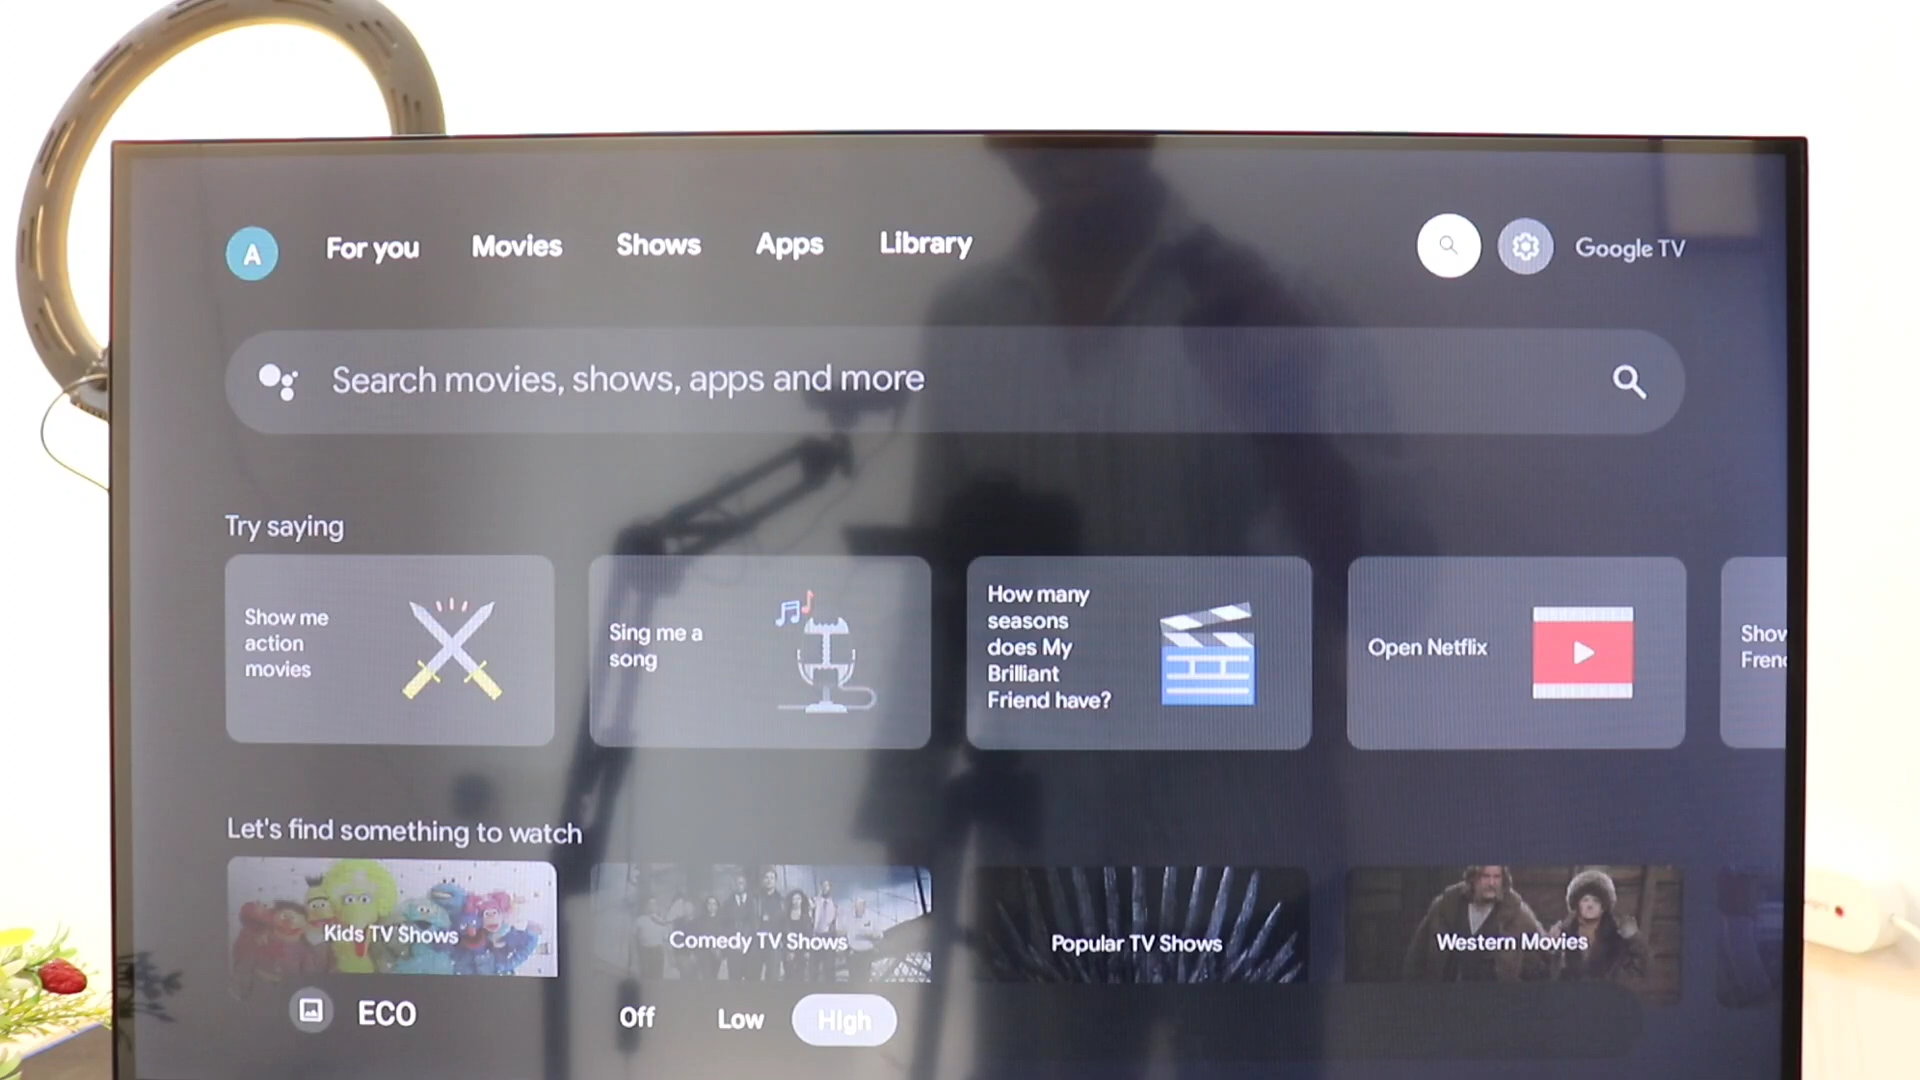 A For you Movies Shows Apps Library Google TV
Search movies, shows, apps and more
Try saying
Show me
action
movies
Sing me a
song
How many
seasons
does My
Brilliant
Friend have?
Open Netflix
Let's find something to watch
Kids TV Shows
Comedy TV Shows
Popular TV Shows
Western Movies
ECO Off Low High